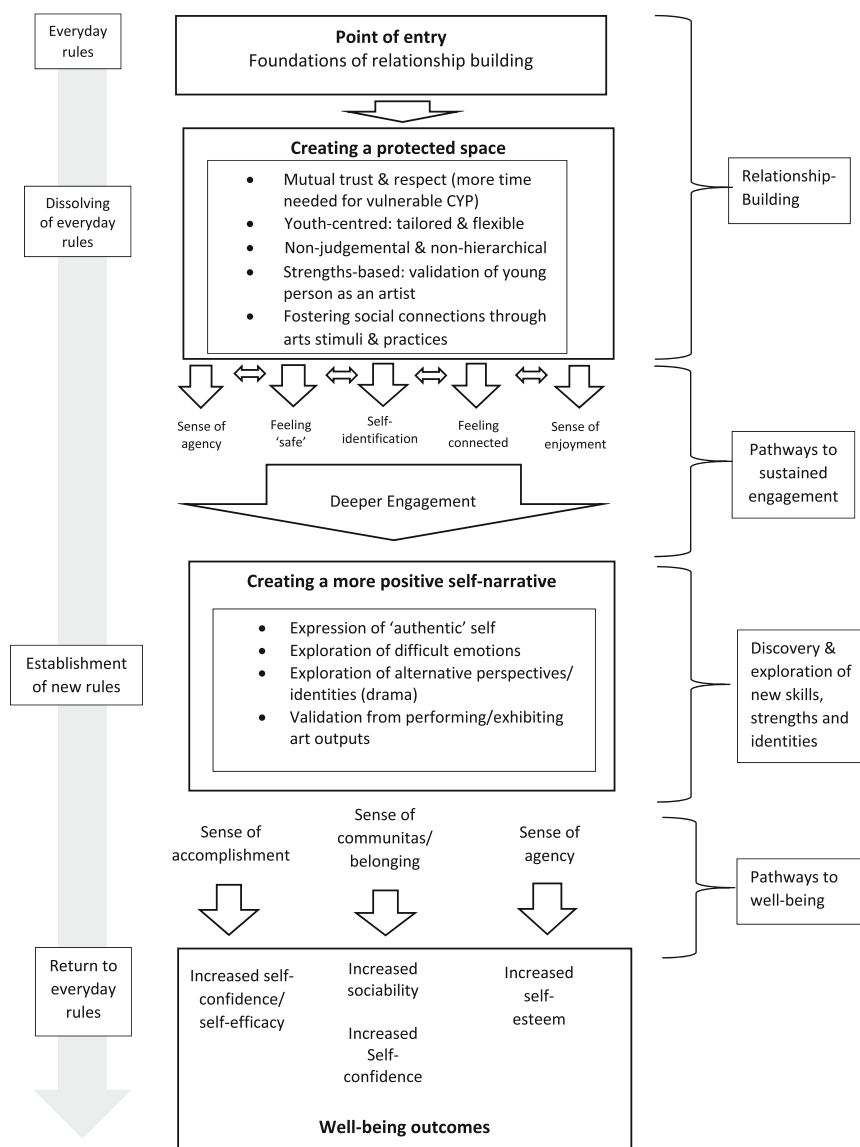 Everyday
rules
Point of entry
Foundations of relationship building
Creating a protected space
• Mutual trust & respect (more time
needed for vulnerable CYP)
• Youth-centred: tailored & flexible
• Non-judgemental & non-hierarchical
• Strengths-based: validation of young
person as an artist
• Fostering social connections through
arts stimuli & practices
Dissolving
of everyday
rules
Relationship-
Building
Sense of
agency
Feeling
‘safe’
Self-
identification
Feeling
connected
Sense of
enjoyment
Deeper Engagement
Pathways to
sustained
engagement
Creating a more positive self-narrative
• Expression of ‘authentic’ self
• Exploration of difficult emotions
• Exploration of alternative perspectives/
identities (drama)
• Validation from performing/exhibiting
art outputs
Establishment
of new rules
Discovery &
exploration of
new skills,
strengths and
identities
Sense of
accomplishment
Sense of
communitas/
belonging
Sense of
agency
Pathways to
well-being
Return to
everyday
rules
Increased self-
confidence/
self-efficacy
Increased
sociability
Increased
Self-
confidence
Increased
self-
esteem
Well-being outcomes